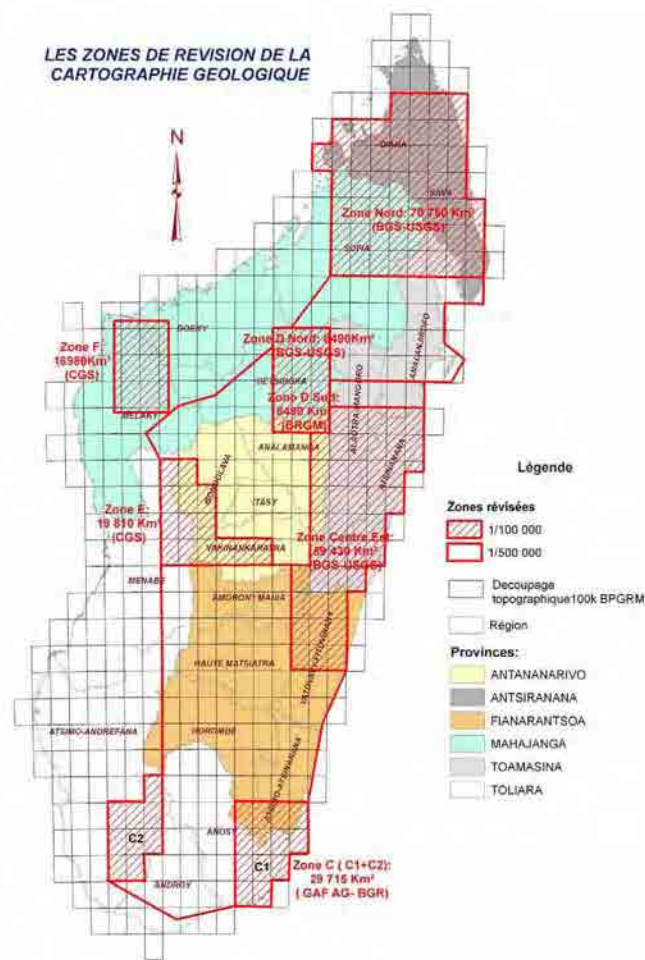 LES ZONES DE REVISION DE LA
CARTOGRAPHIE GEOLOGIQUE
N
DIANA
SAVA
Zone Nord: 70 760 Km²
(BGS-USGS)
SOFIA
BOENY
Zone F:
16980Km²
(CGS)
MELAKY
Zone D Nord: 6490Km²
(BGS-USGS)
BETSIBOKA
Zone D Sud:
6490 Km²
(BRGM)
ANALANJIROFO
ALAOTRA-MANGORO
ATSINANANA
ANALAMANGA
BONGOLAVA
ITASY
Zone E:
19 810 Km²
(CGS)
VAKINANKARATRA
Zone Centre Est:
59 430 Km²
(BGS-USGS)
MENABE
AMORON'I MANIA
HAUTE MATSIATRA
VATOVAVY-FITOVINANY
ATSIMO-ANDREFANA
IHOROMBE
ATSIMO-ATSINANANA
ANOSY
C2
C1
ANDROY
Zone C ( C1+C2):
29 715 Km²
( GAF AG- BGR)
Légende
Zones révisées
1/100 000
1/500 000
Decoupage
topographique100k BPGRM
Région
Provinces:
ANTANANARIVO
ANTSIRANANA
FIANARANTSOA
MAHAJANGA
TOAMASINA
TOLIARA